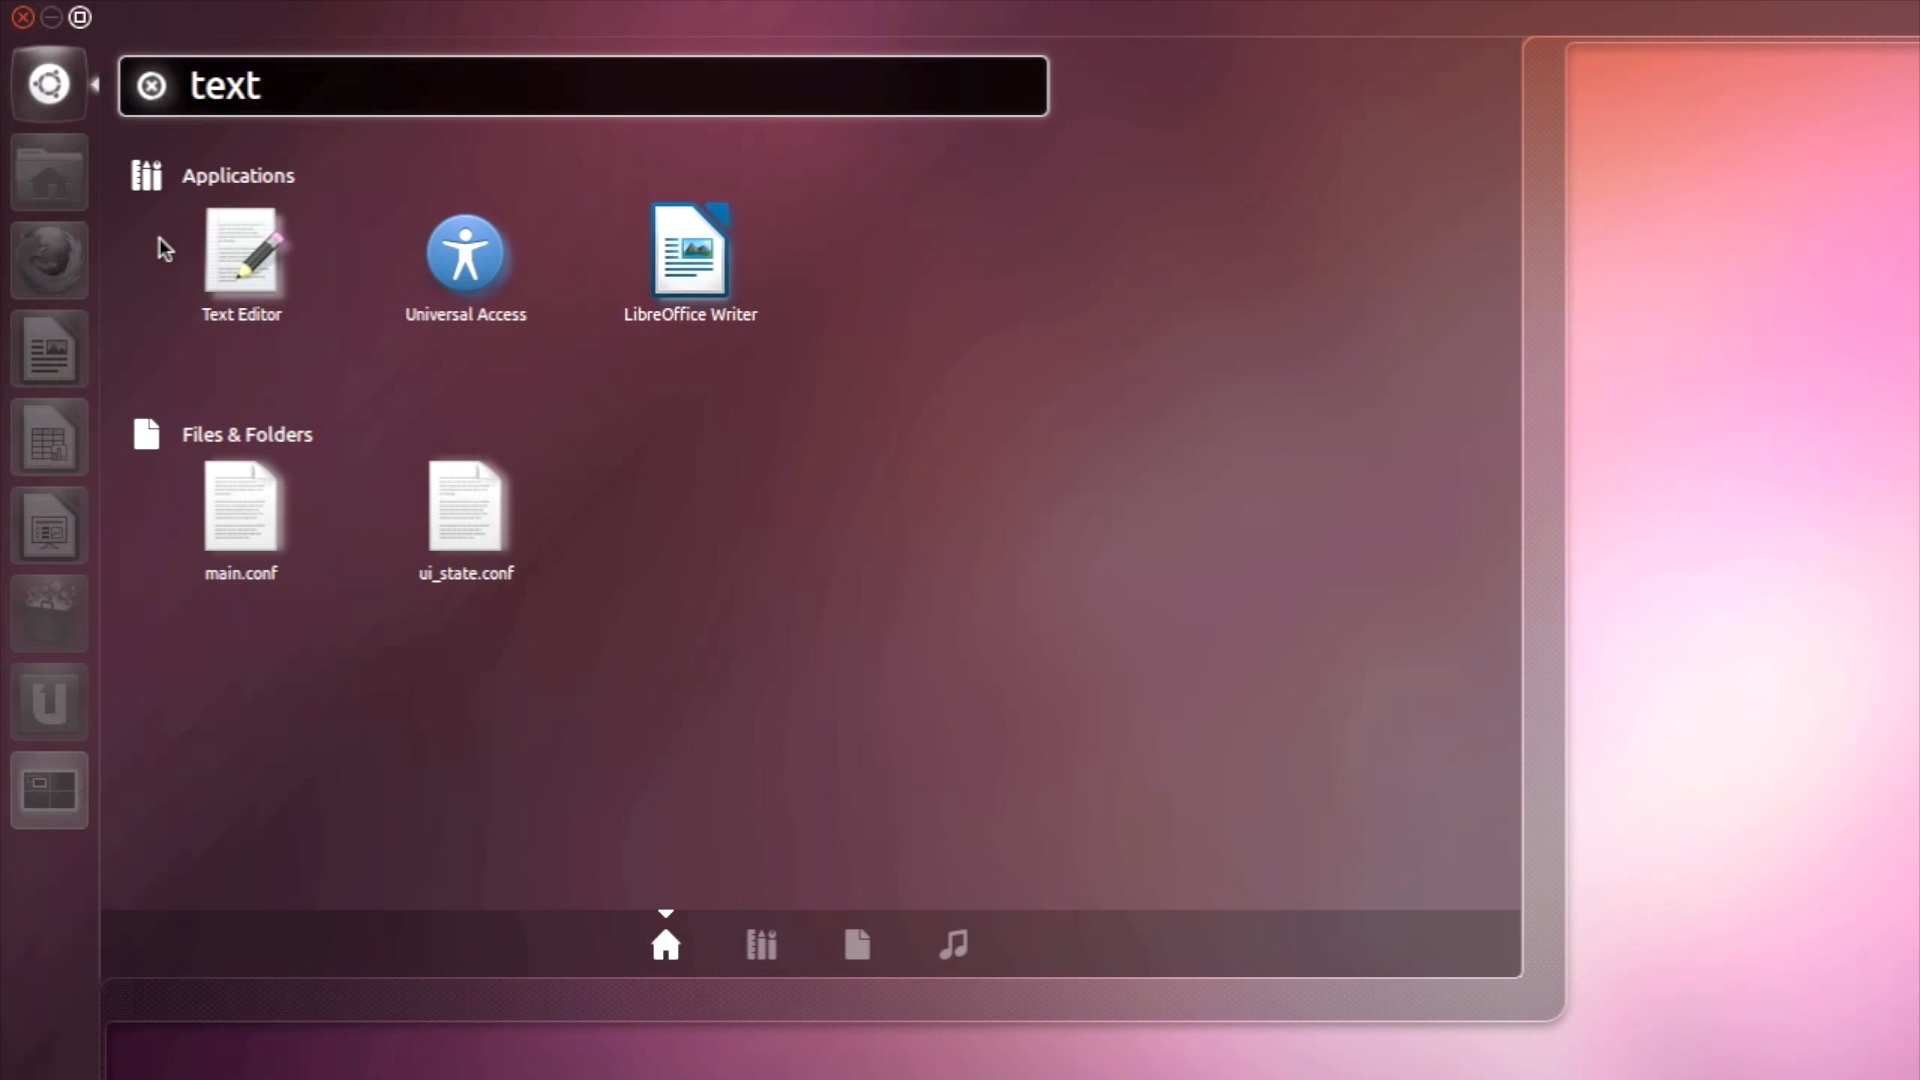 text
Applications
Text Editor
Universal Access
LibreOffice Writer
Files & Folders
main.conf
ui_state.conf